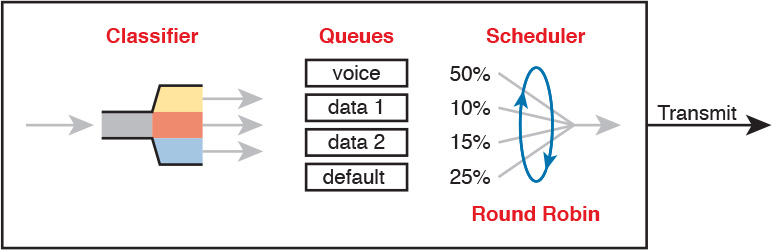 Classifier
Queues
Scheduler
voice
50%
data 1
10%
data 2
15%
default
25%
Round Robin
Transmit